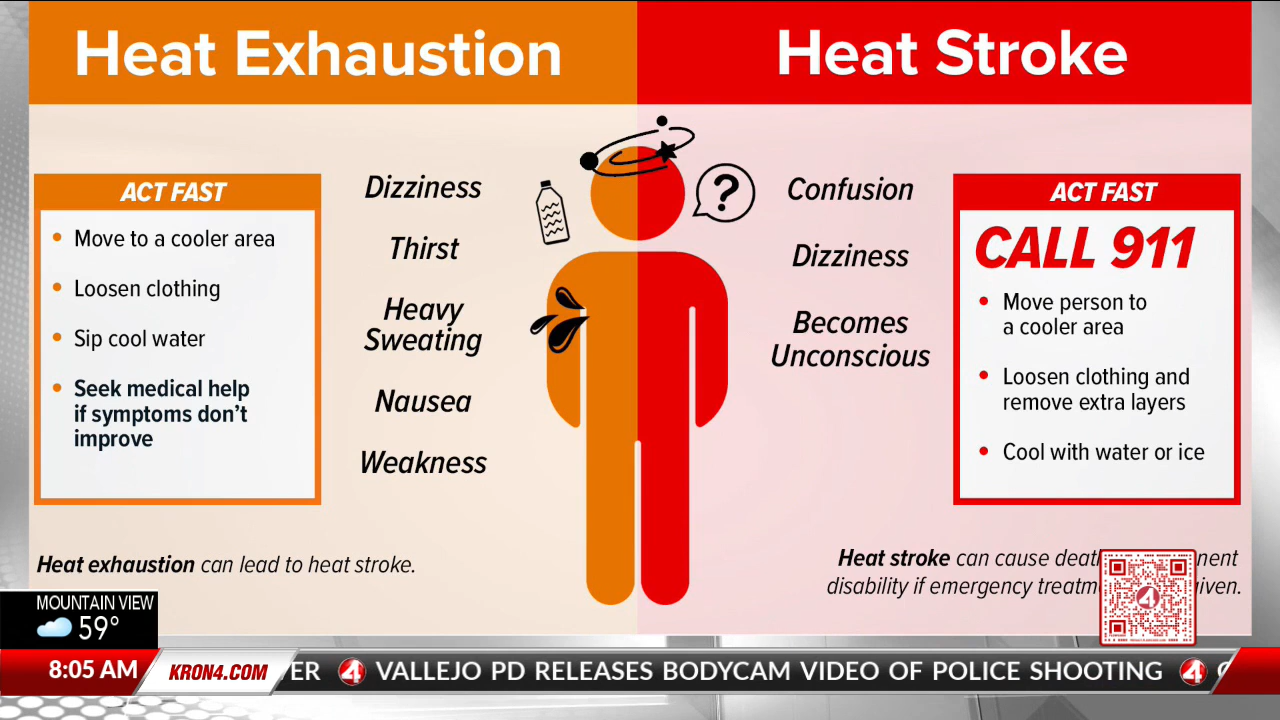 Heat Exhaustion
Heat Stroke
ACT FAST
Move to a cooler area
Loosen clothing
Sip cool water
Seek medical help
if symptoms don't
improve
Dizziness
Thirst
Heavy
Sweating
Nausea
Weakness
?
Confusion
Dizziness
Becomes
Unconscious
ACT FAST
CALL 911
Move person to
a cooler area
Loosen clothing and
remove extra layers
Cool with water or ice
Heat exhaustion can lead to heat stroke.
Heat stroke can cause
disability if emergency
MOUNTAIN VIEW
59°
8:05 AM
KRON4.COM
4 VALLEJO PD RELEASES BODYCAM VIDEO OF POLICE SHOOTING 4